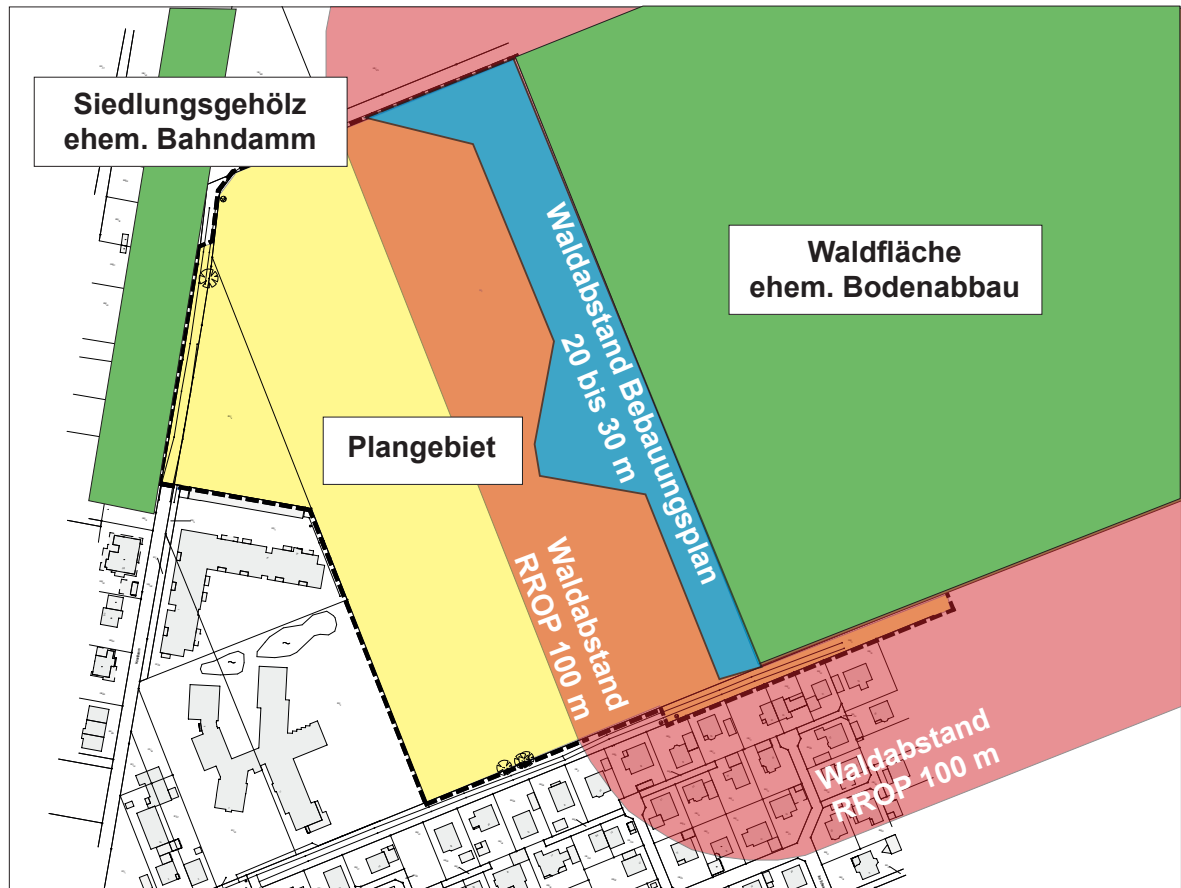 Siedlungsgehölz
ehem. Bahndamm
Waldfläche
ehem. Bodenabbau
Waldabstand Bebauungsplan
20 bis 30 m
Plangebiet
Waldabstand
RROP 100 m
Waldabstand
RROP 100 m